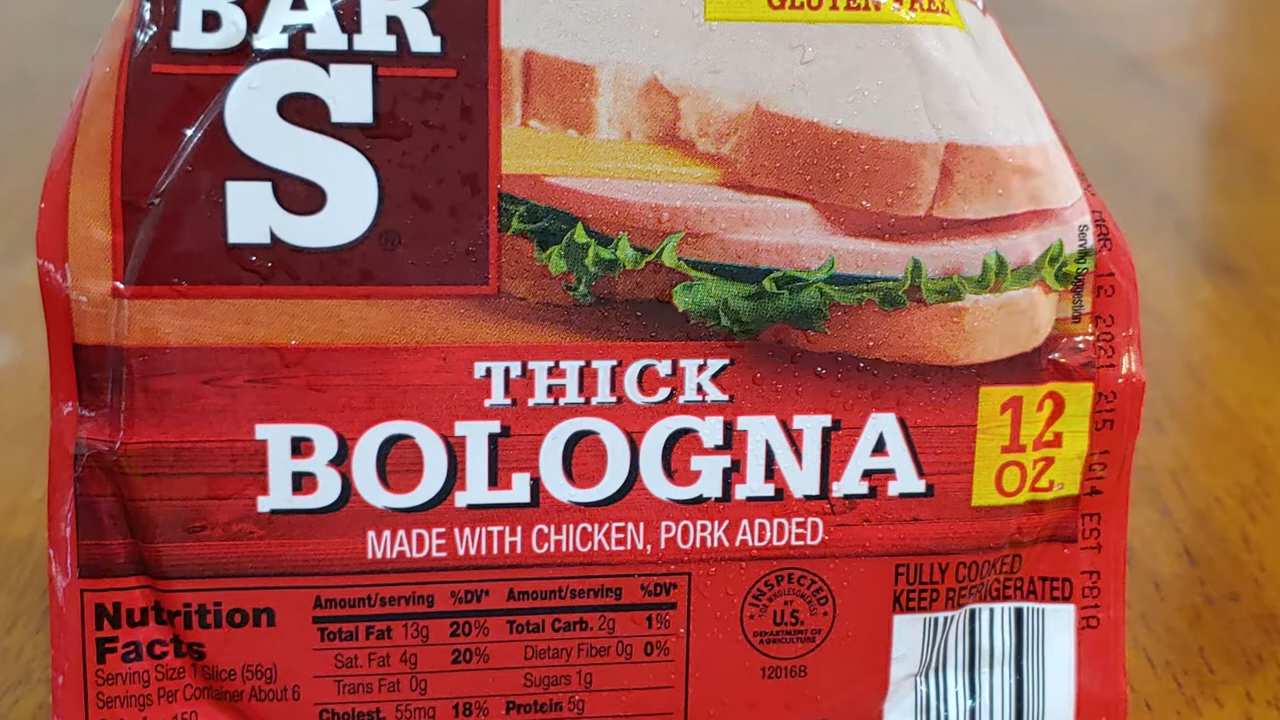 GLUTEN FREE
BAR
S
®
Serving Suggestion
MAR 12 2021 215 1014 EST P81A
THICK
BOLOGNA
12
OZ.
MADE WITH CHICKEN, PORK ADDED
FULLY COOKED
KEEP REFRIGERATED
INSPECTED
FOR WHOLESOMENESS
BY
U.S.
DEPARTMENT OF
AGRICULTURE
12016B
Nutrition
Facts
Serving Size 1 Slice (56g)
Servings Per Container About 6
150
Amount/serving %DV* Amount/serving %DV*
Total Fat 13g 20% Total Carb. 2g 1%
Sat. Fat 4g 20% Dietary Fiber 0g 0%
Trans Fat 0g Sugars 1g
Cholest. 55mg 18% Protein 5g